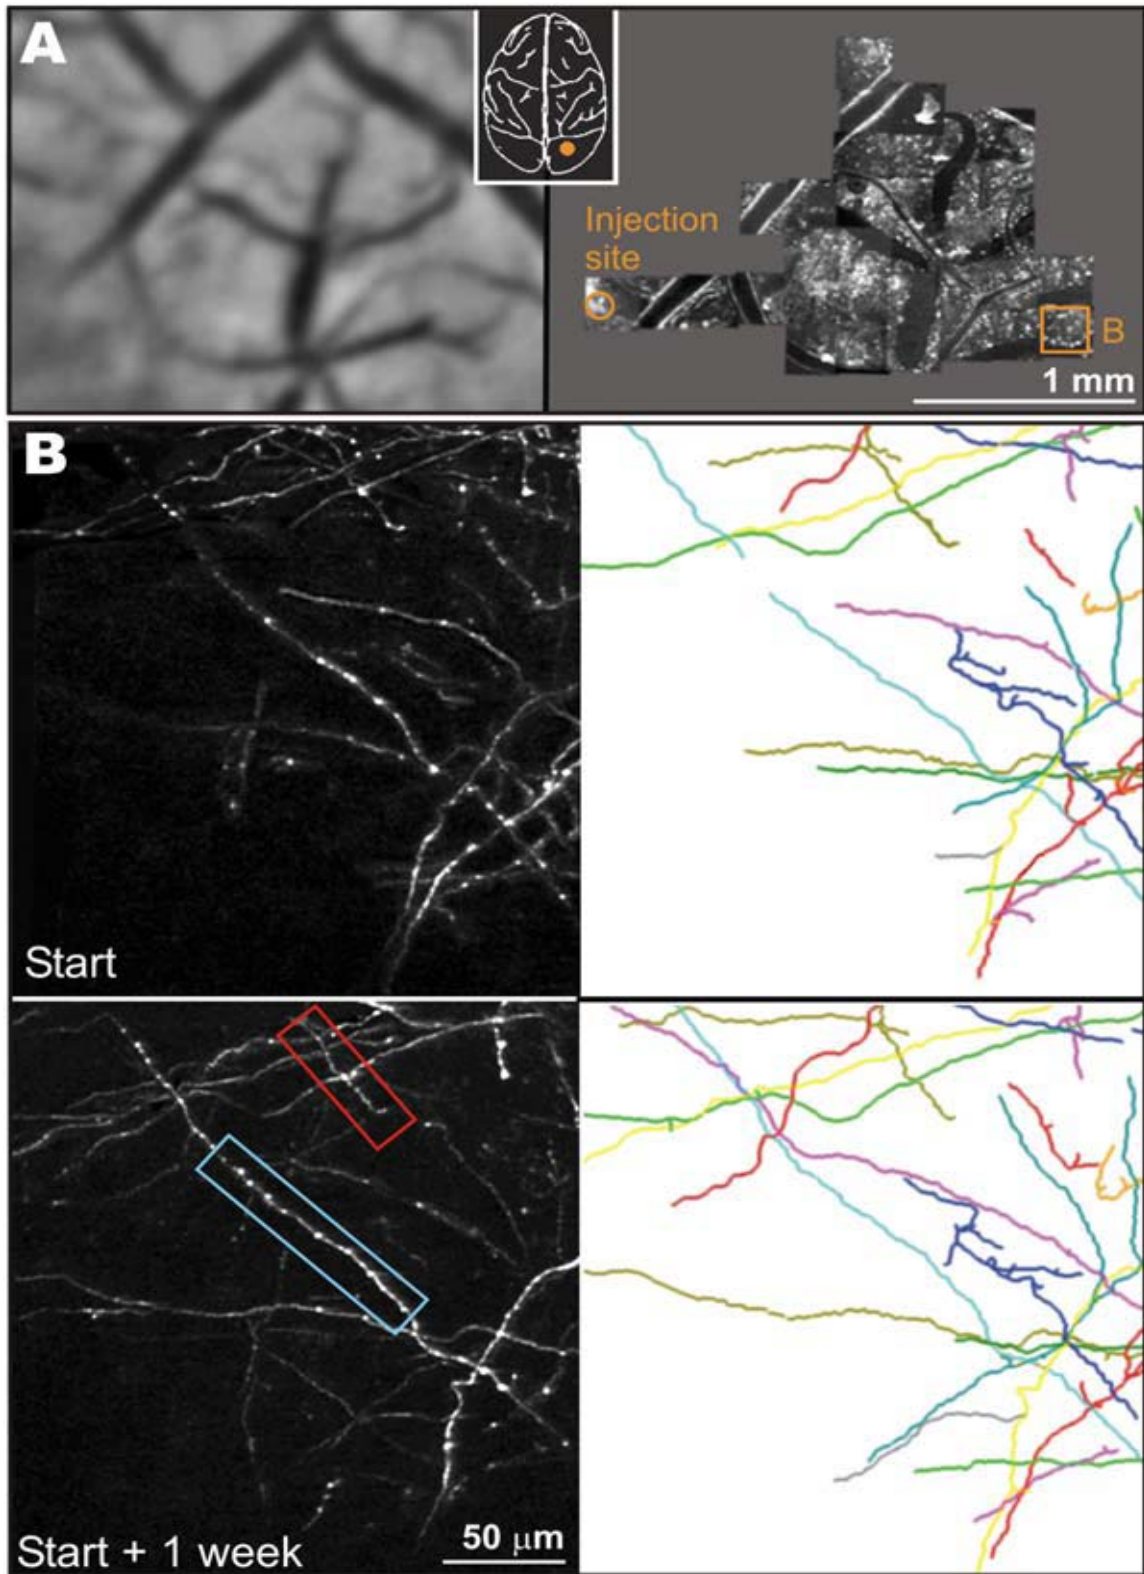 A
Injection
site
B
1 mm
B
Start
Start + 1 week
50 μm